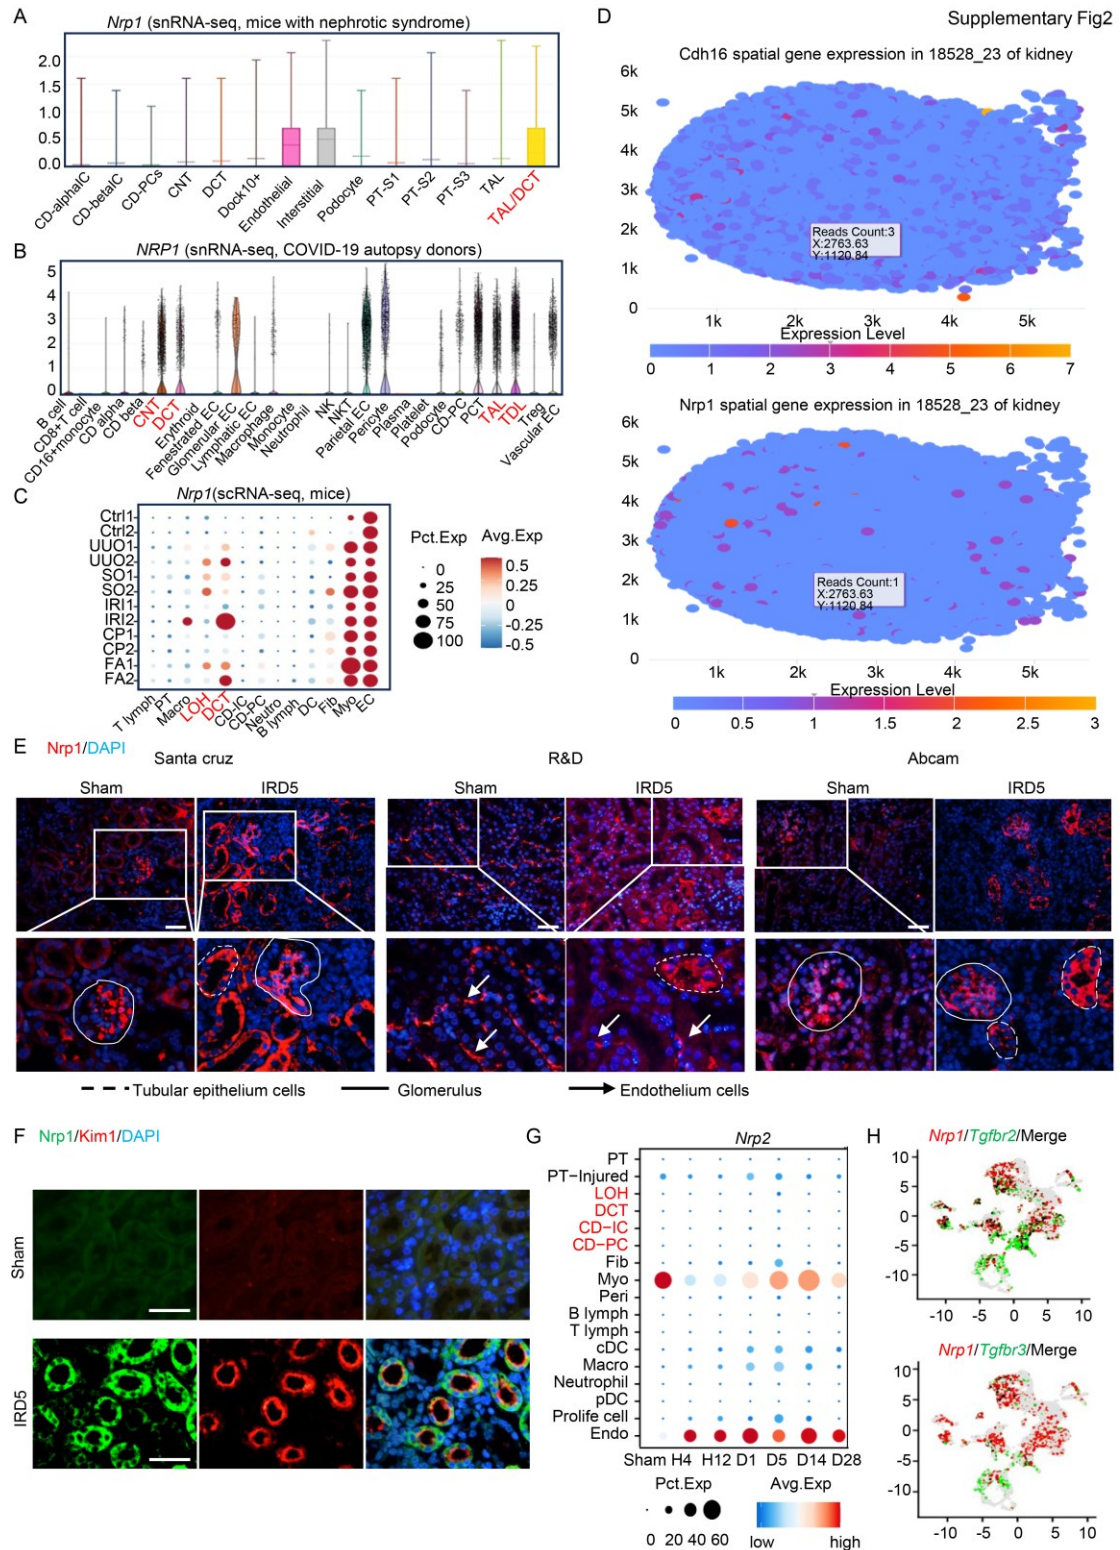 Supplementary Fig2
A
Nrp1 (snRNA-seq, mice with nephrotic syndrome)
2.0
1.5
1.0
0.5
0.0
CD-alphaIC
CD-betaIC
CD-PCs
CNT
DCT
Dock10+
Endothelial
Interstitial
Podocyte
PT-S1
PT-S2
PT-S3
TAL
TAL/DCT
B
NRP1 (snRNA-seq, COVID-19 autopsy donors)
5
4
3
2
1
0
B cell
CD8+T cell
CD16+monocyte
CD alpha
CD beta
CNT
DCT
Erythroid
Fenestrated EC
Glomerular EC
Lymphatic EC
Macrophage
Monocyte
Neutrophil
NK
NKT
Parietal EC
Pericyte
Plasma
Platelet
Podocyte
CD-PC
PCT
TAL
TDL
Treg
Vascular EC
C
Nrp1(scRNA-seq, mice)
Ctrl1
Ctrl2
UUO1
UUO2
SO1
SO2
IRI1
IRI2
CP1
CP2
FA1
FA2
T lymph
PT
Macro
LOH
DCT
CD-IC
CD-PC
Neutro
B lymph
DC
Fib
Myo
EC
Pct.Exp
0
25
50
75
100
Avg.Exp
0.5
0.25
0
-0.25
-0.5
D
Cdh16 spatial gene expression in 18528_23 of kidney
6k
5k
4k
3k
2k
1k
0
Reads Count:3
X:2763.63
Y:1120.84
1k 2k 3k 4k 5k
Expression Level
0 1 2 3 4 5 6 7
Nrp1 spatial gene expression in 18528_23 of kidney
6k
5k
4k
3k
2k
1k
0
Reads Count:1
X:2763.63
Y:1120.84
1k 2k 3k 4k 5k
Expression Level
0 0.5 1 1.5 2 2.5 3
E
Nrp1/DAPI
Santa cruz R&D Abcam
Sham IRD5 Sham IRD5 Sham IRD5
Tubular epithelium cells Glomerulus Endothelium cells
F
Nrp1/Kim1/DAPI
Sham
IRD5
G
Nrp2
PT
PT-Injured
LOH
DCT
CD-IC
CD-PC
Fib
Myo
Peri
B lymph
T lymph
cDC
Macro
Neutrophil
pDC
Prolife cell
Endo
Sham H4 H12 D1 D5 D14 D28
Pct.Exp
0 20 40 60
Avg.Exp
low high
H
Nrp1/Tgfbr2/Merge
10
5
0
-5
-10
-10 -5 0 5 10
Nrp1/Tgfbr3/Merge
10
5
0
-5
-10
-10 -5 0 5 10